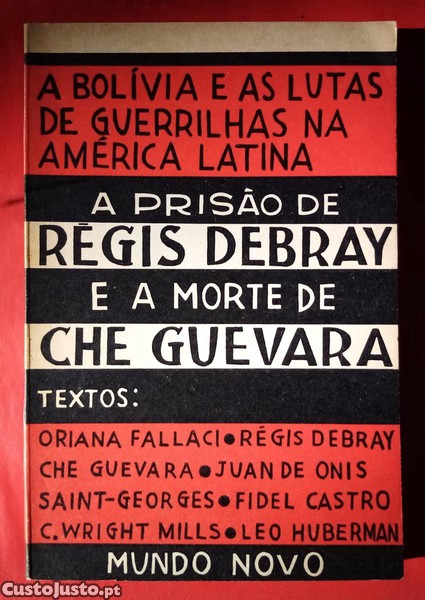 A BOLÍVIA E AS LUTAS
DE GUERRILHAS NA
AMÉRICA LATINA
A PRISÃO DE
RÉGIS DEBRAY
E A MORTE DE
CHE GUEVARA
TEXTOS:
ORIANA FALLACI • RÉGIS DEBRAY
CHE GUEVARA • JUAN DE ONIS
SAINT-GEORGES • FIDEL CASTRO
C. WRIGHT MILLS • LEO HUBERMAN
MUNDO NOVO
CustoJusto.pt